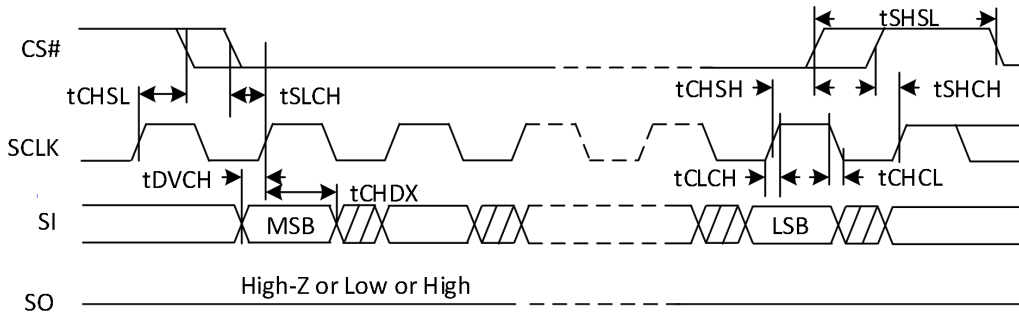 tSHSL
CS#
tCHSL
tSLCH
tCHSH
tSHCH
SCLK
tDVCH
tCHDX
tCLCH
tCHCL
SI
MSB
LSB
High-Z or Low or High
SO